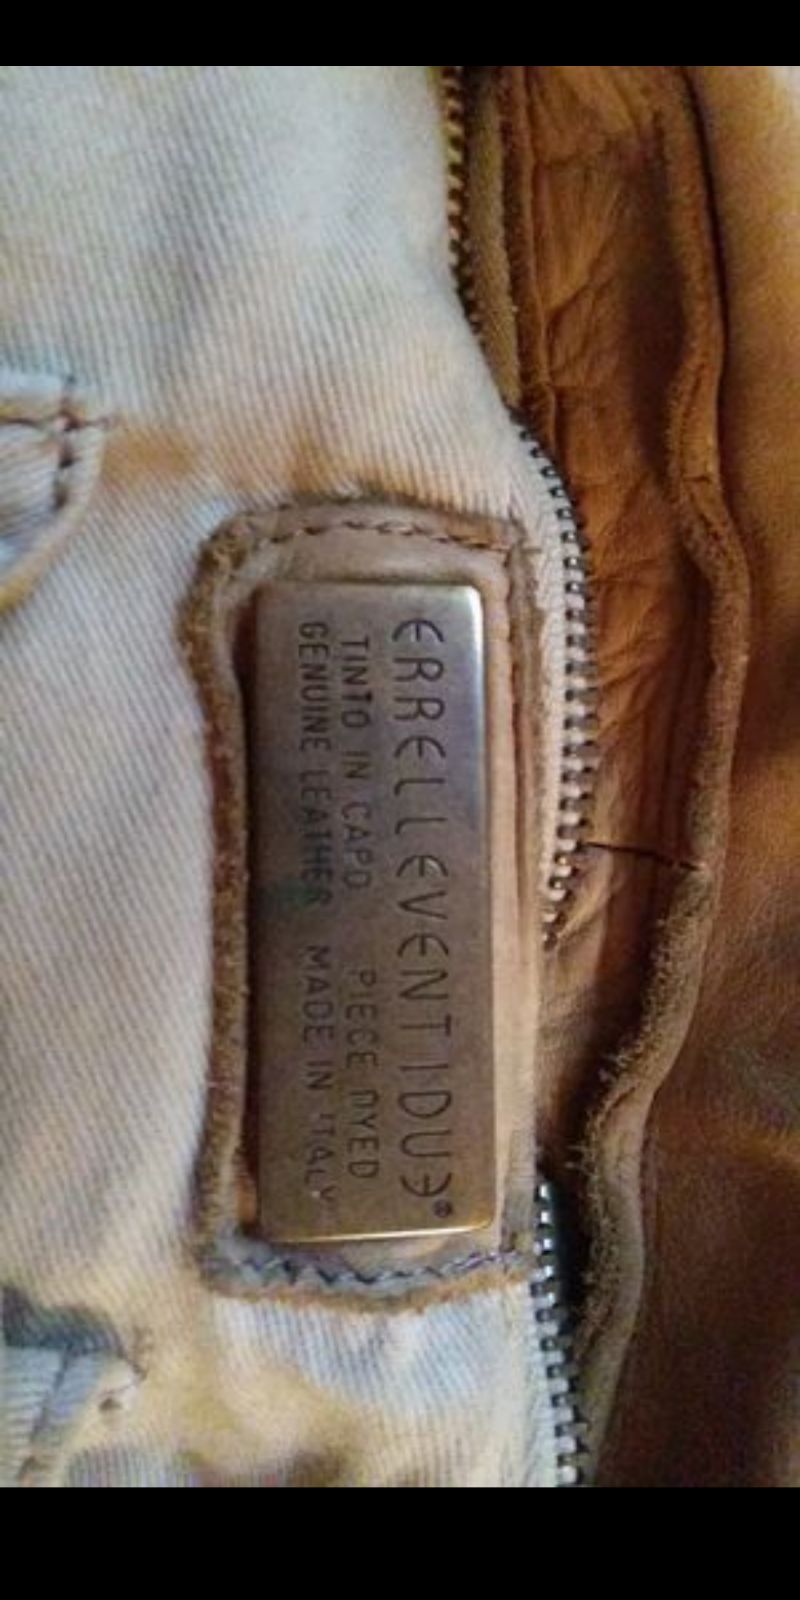 ERRELLEVENTIDUE®
TINTO IN CAPO PIECE DYED
GENUINE LEATHER MADE IN ITALY